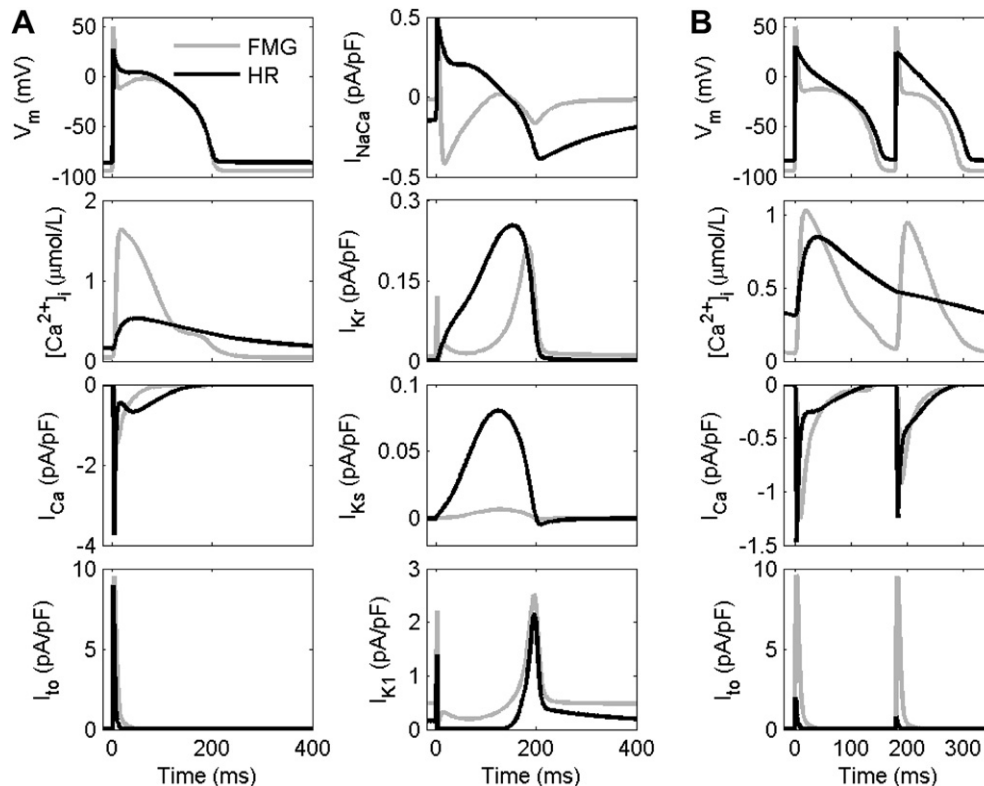 A
B
FMG
HR
V_m (mV)
50
0
-50
-100
I_NaCa (pA/pF)
0.5
0
-0.5
V_m (mV)
50
0
-50
-100
[Ca²⁺]_i (μmol/L)
2
1
0
I_Kr (pA/pF)
0.3
0.15
0
[Ca²⁺]_i (μmol/L)
1
0.5
0
I_Ca (pA/pF)
0
-2
-4
I_Ks (pA/pF)
0.1
0.05
0
I_Ca (pA/pF)
0
-0.5
-1
-1.5
I_to (pA/pF)
10
5
0
0 200 400
Time (ms)
I_K1 (pA/pF)
3
2
1
0
0 200 400
Time (ms)
I_to (pA/pF)
10
5
0
0 100 200 300
Time (ms)